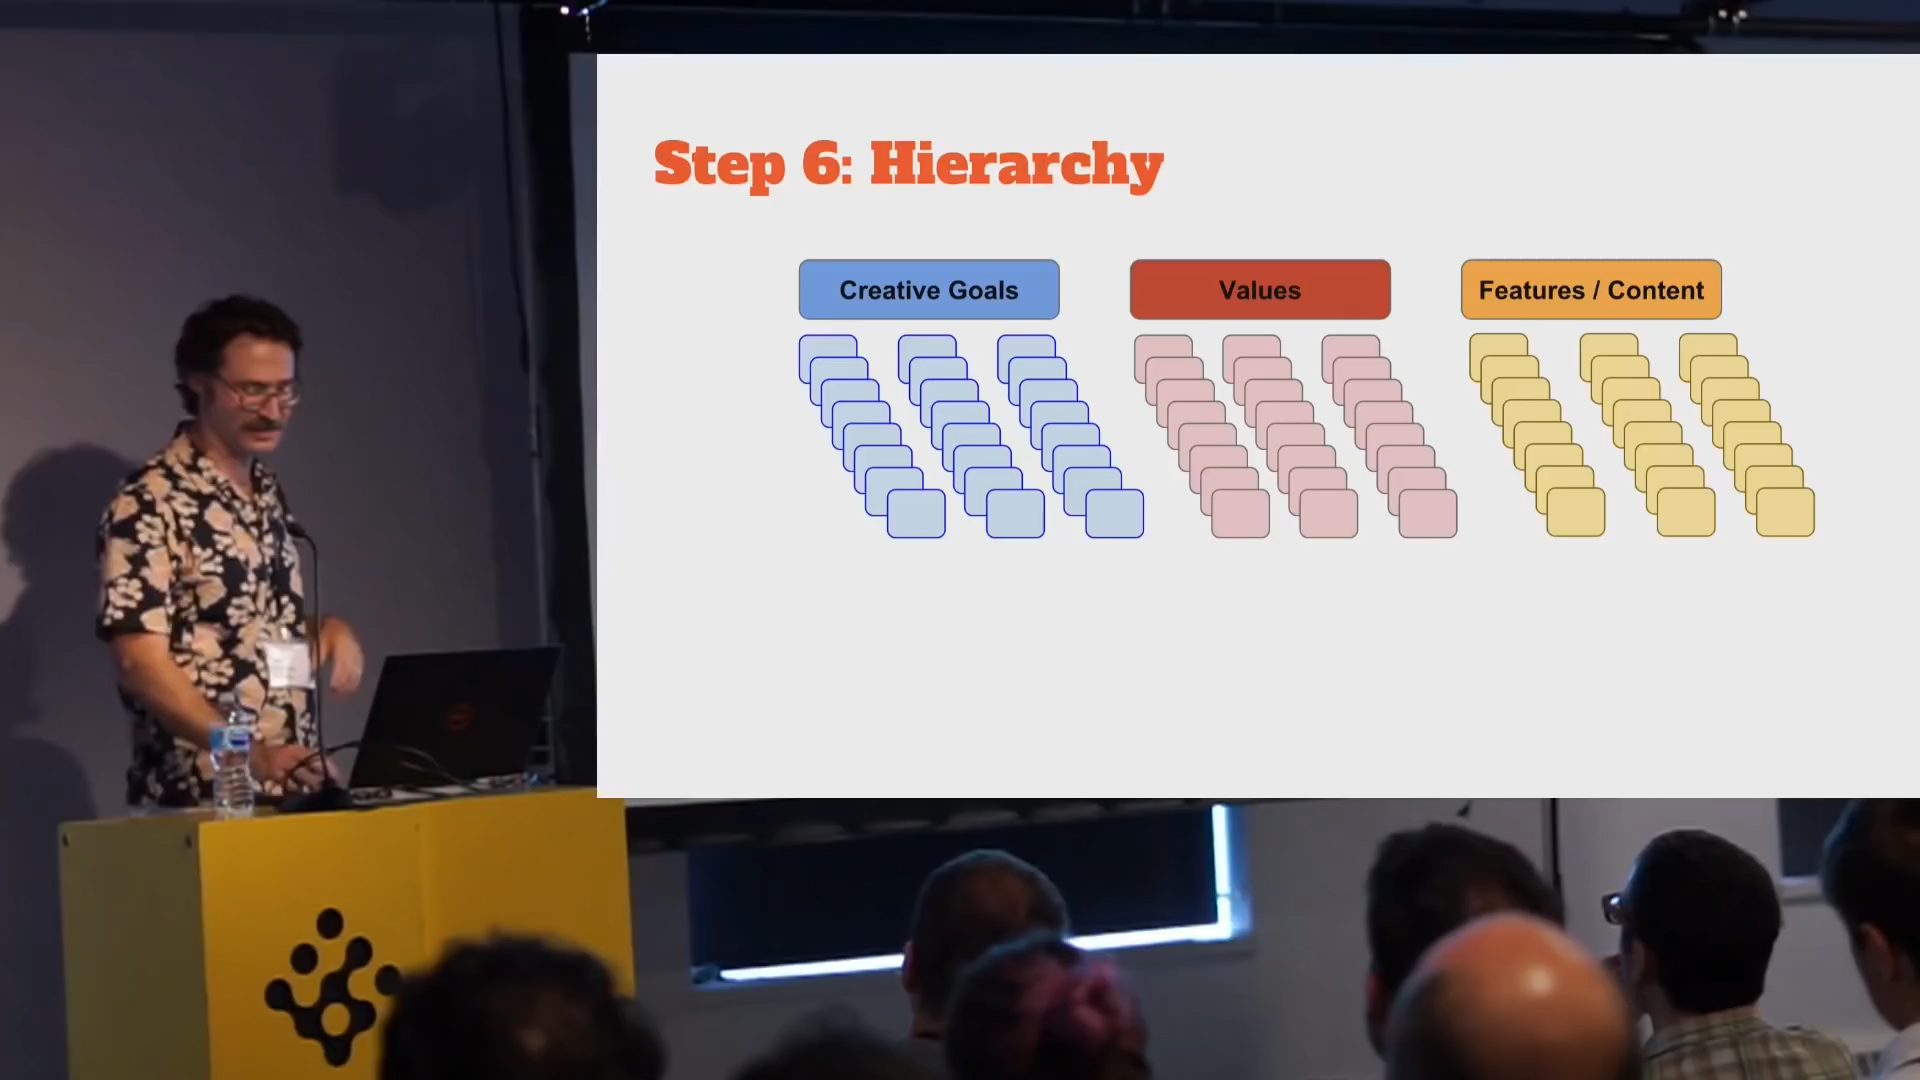 Step 6: Hierarchy
Creative Goals
Values
Features / Content